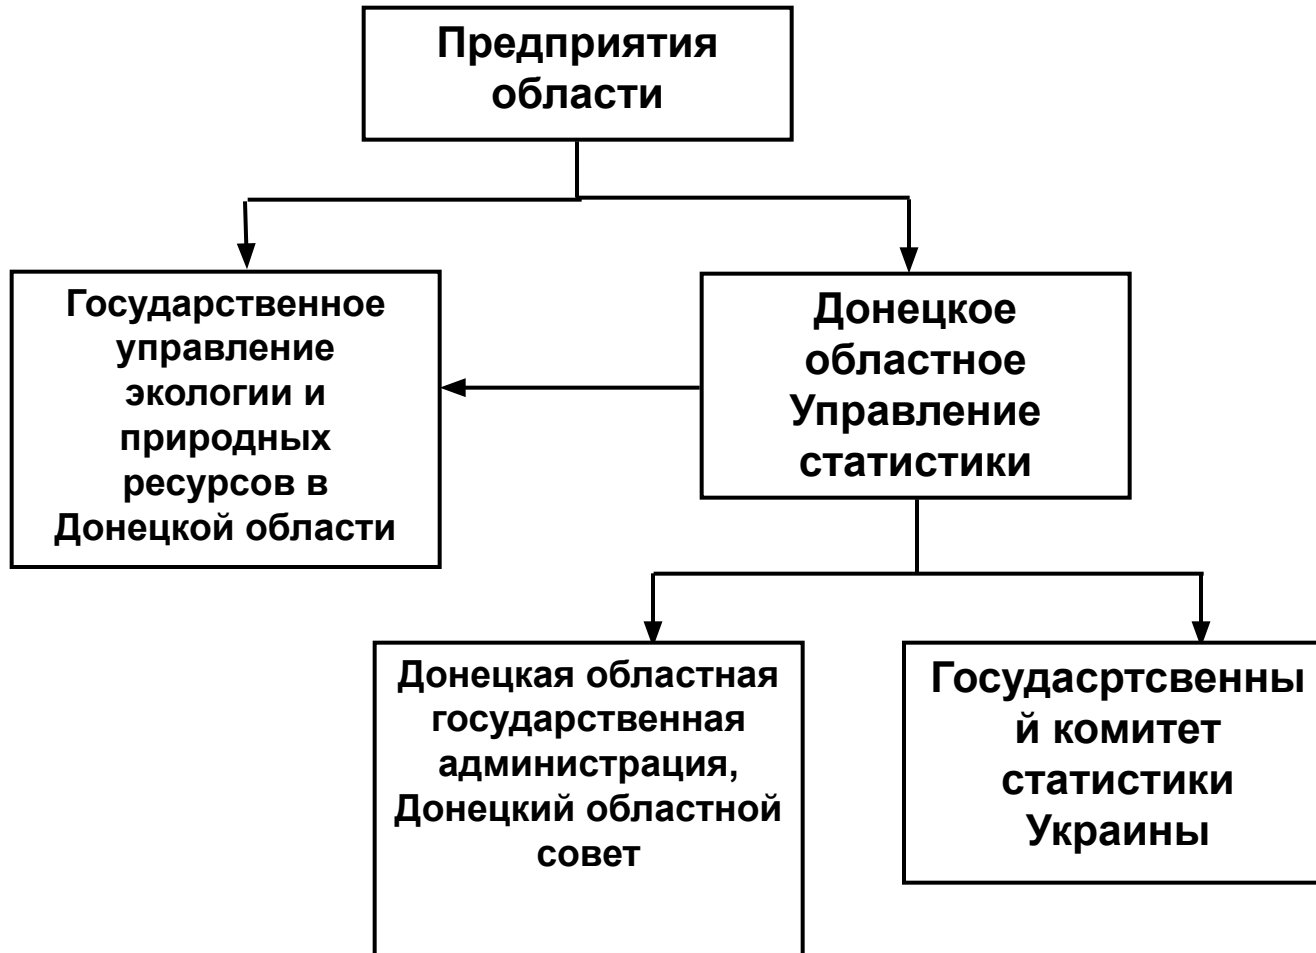 Предприятия
области
Государственное
управление
экологии и
природных
ресурсов в
Донецкой области
Донецкое
областное
Управление
статистики
Донецкая областная
государственная
администрация,
Донецкий областной
совет
Госудасртсвенны
й комитет
статистики
Украины